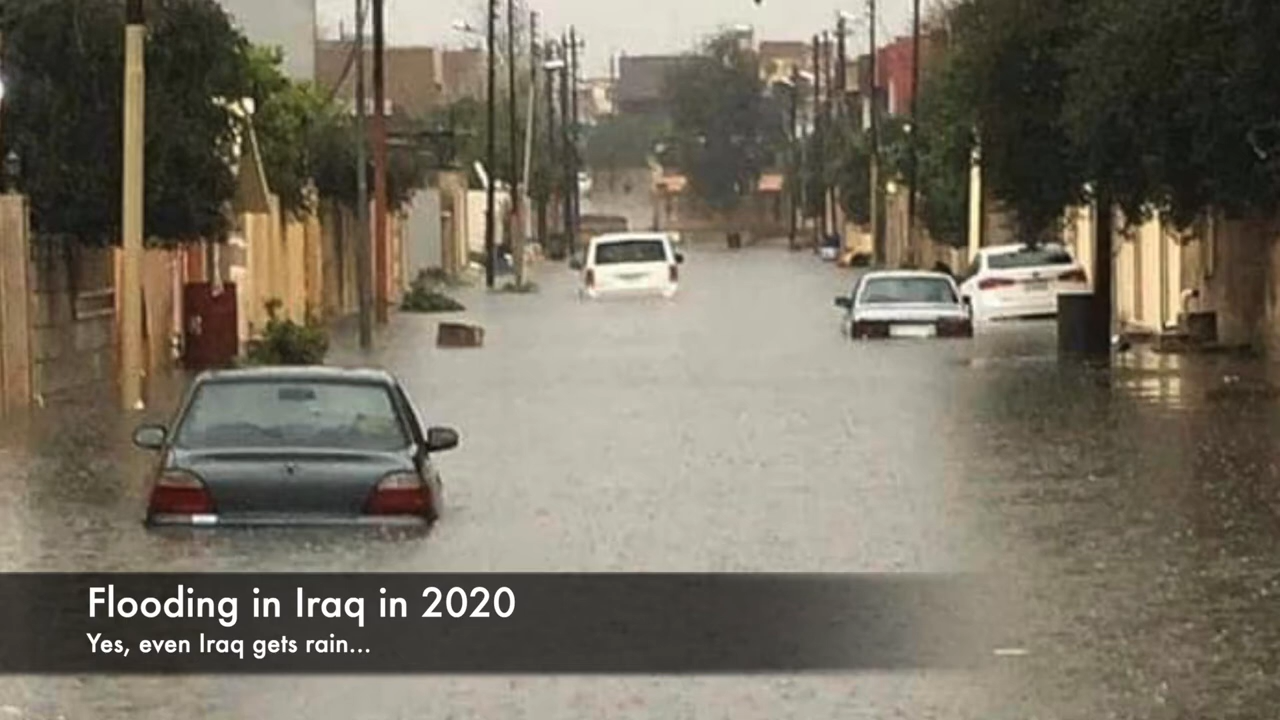 Flooding in Iraq in 2020
Yes, even Iraq gets rain...